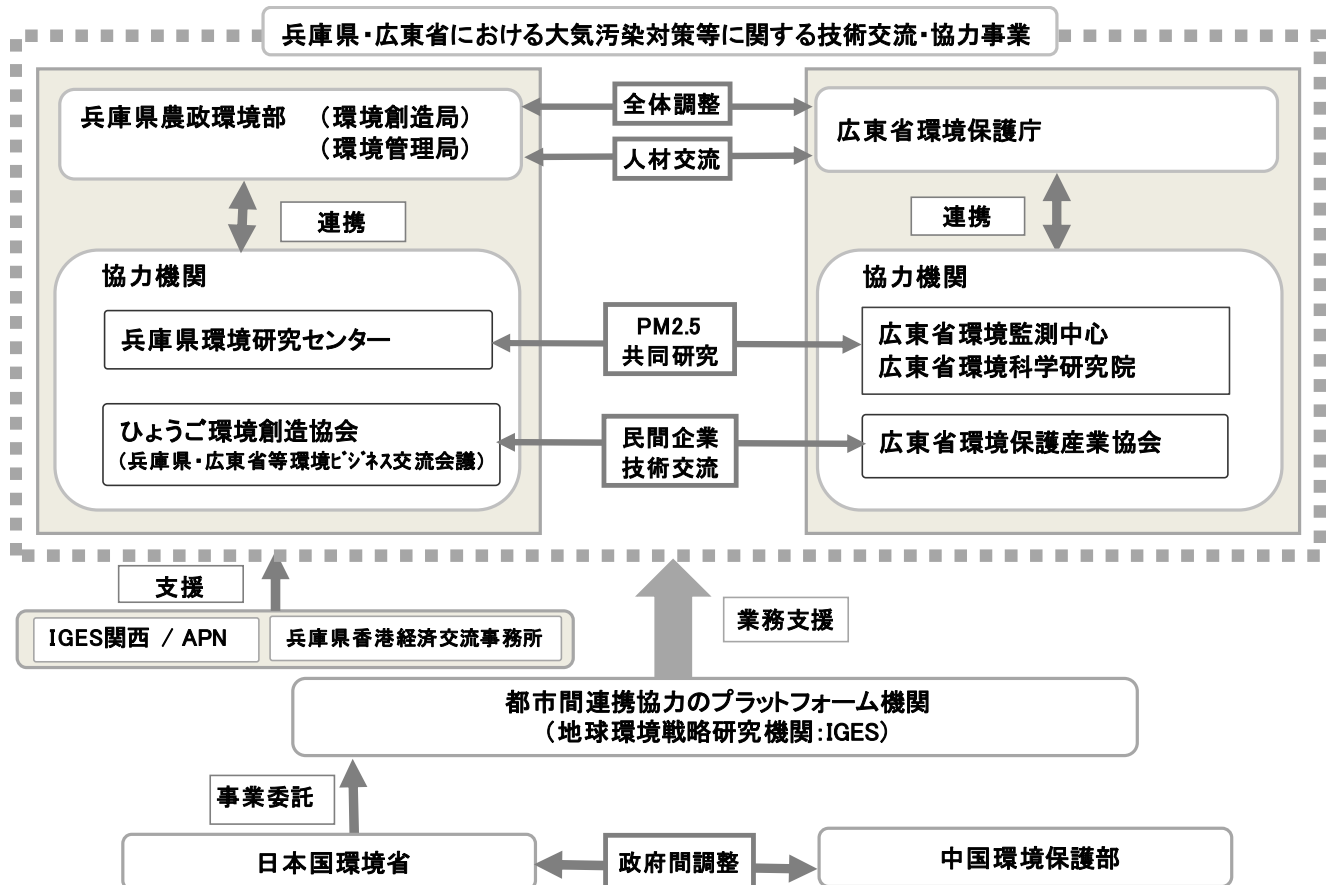 兵庫県・広東省における大気汚染対策等に関する技術交流・協力事業
兵庫県農政環境部　（環境創造局）
（環境管理局）
全体調整
人材交流
広東省環境保護庁
連携
連携
協力機関
協力機関
兵庫県環境研究センター
PM2.5
共同研究
広東省環境監測中心
広東省環境科学研究院
ひょうご環境創造協会
（兵庫県・広東省等環境ﾋﾞｼﾞﾈｽ交流会議）
民間企業
技術交流
広東省環境保護産業協会
支援
IGES関西 / APN
兵庫県香港経済交流事務所
業務支援
都市間連携協力のプラットフォーム機関
（地球環境戦略研究機関：IGES）
事業委託
日本国環境省
政府間調整
中国環境保護部